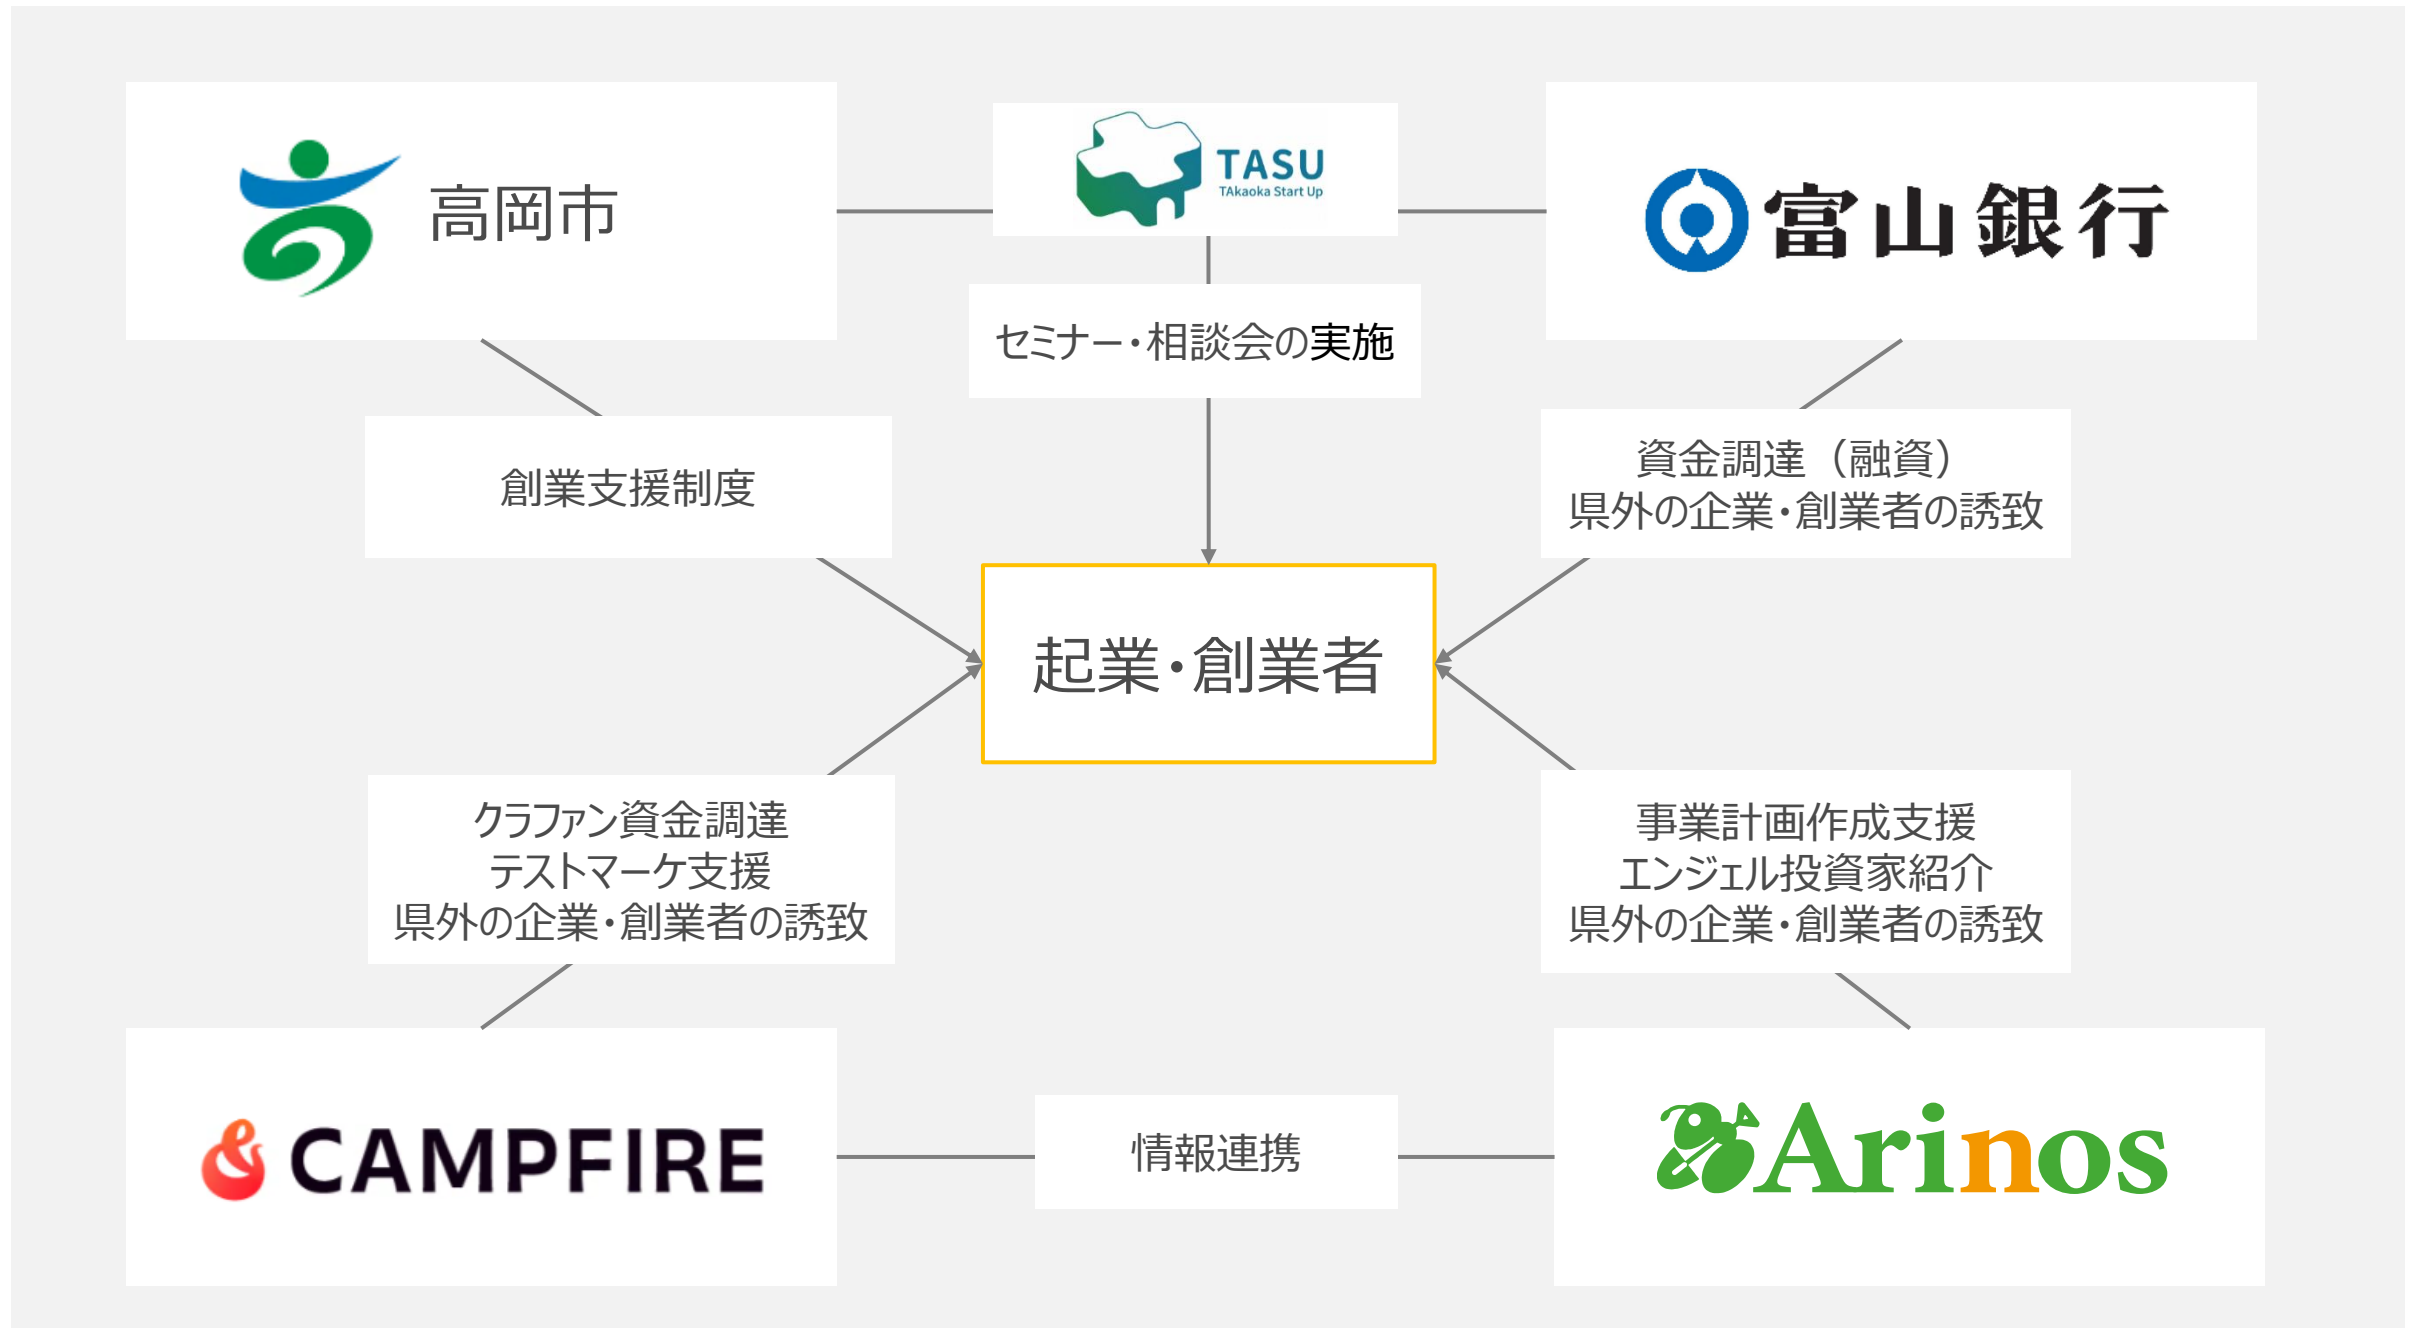 高岡市
TASU
TAkaoka Start Up
富山銀行
セミナー・相談会の実施
創業支援制度
資金調達（融資）
県外の企業・創業者の誘致
起業・創業者
クラファン資金調達
テストマーケ支援
県外の企業・創業者の誘致
事業計画作成支援
エンジェル投資家紹介
県外の企業・創業者の誘致
CAMPFIRE
情報連携
Arinos